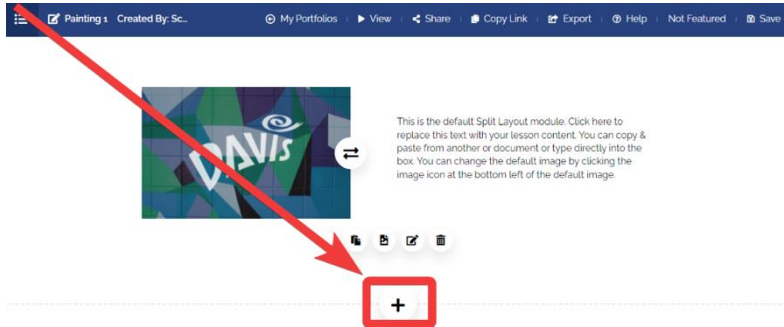 Painting 1 Created By: Sc... My Portfolios View Share Copy Link Export Help Not Featured Save
DAVIS
This is the default Split Layout module. Click here to
replace this text with your lesson content. You can copy &
paste from another or document or type directly into the
box. You can change the default image by clicking the
image icon at the bottom left of the default image.